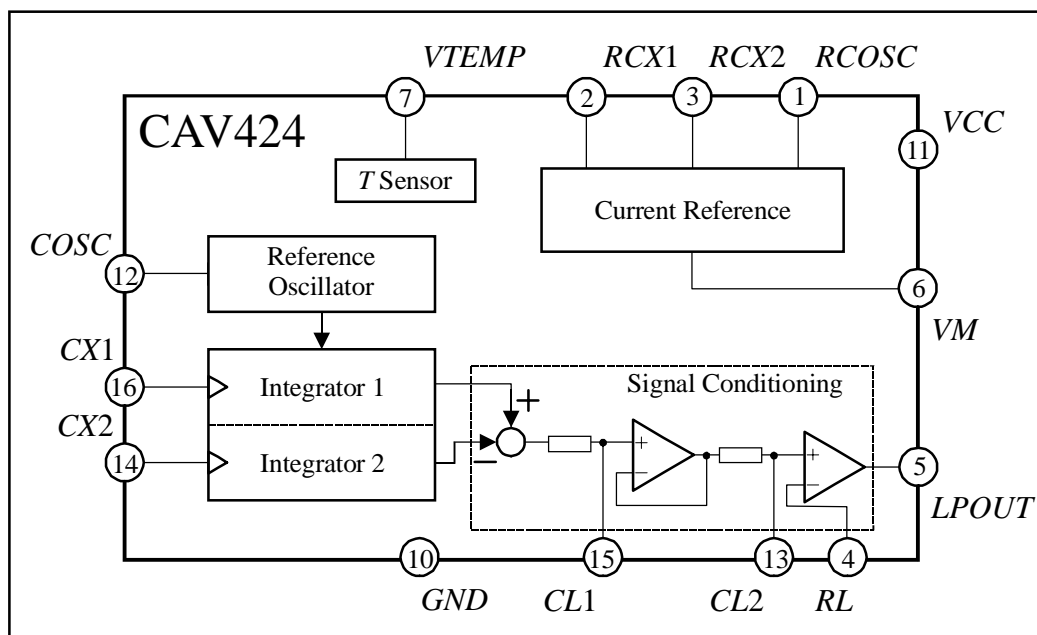 VTEMP RCX1 RCX2 RCOSC
7 2 3 1
CAV424
VCC
11
T Sensor
Current Reference
COSC
12
Reference
Oscillator
6
VM
CX1
16
Integrator 1
Signal Conditioning
+
CX2
14
Integrator 2
−
+
−
+
−
5
LPOUT
10 15 13 4
GND CL1 CL2 RL